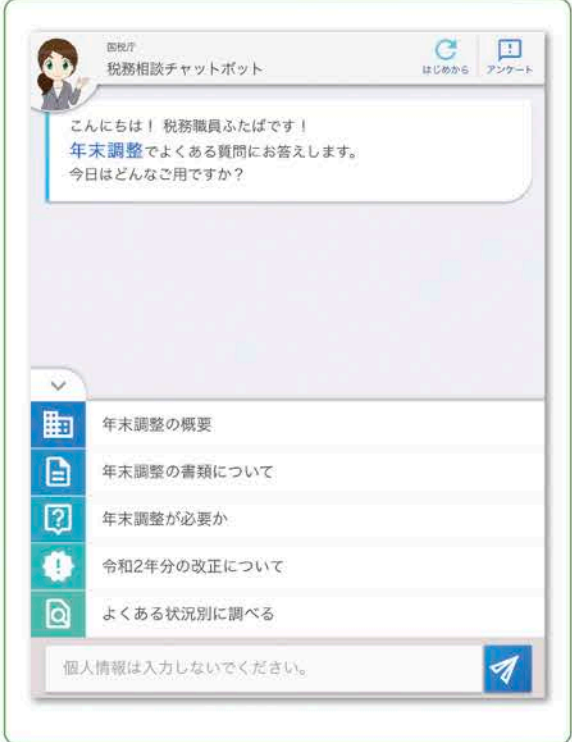 国税庁
税務相談チャットボット
はじめから
アンケート
こんにちは！ 税務職員ふたばです！
年末調整でよくある質問にお答えします。
今日はどんなご用ですか？
年末調整の概要
年末調整の書類について
年末調整が必要か
令和2年分の改正について
よくある状況別に調べる
個人情報は入力しないでください。